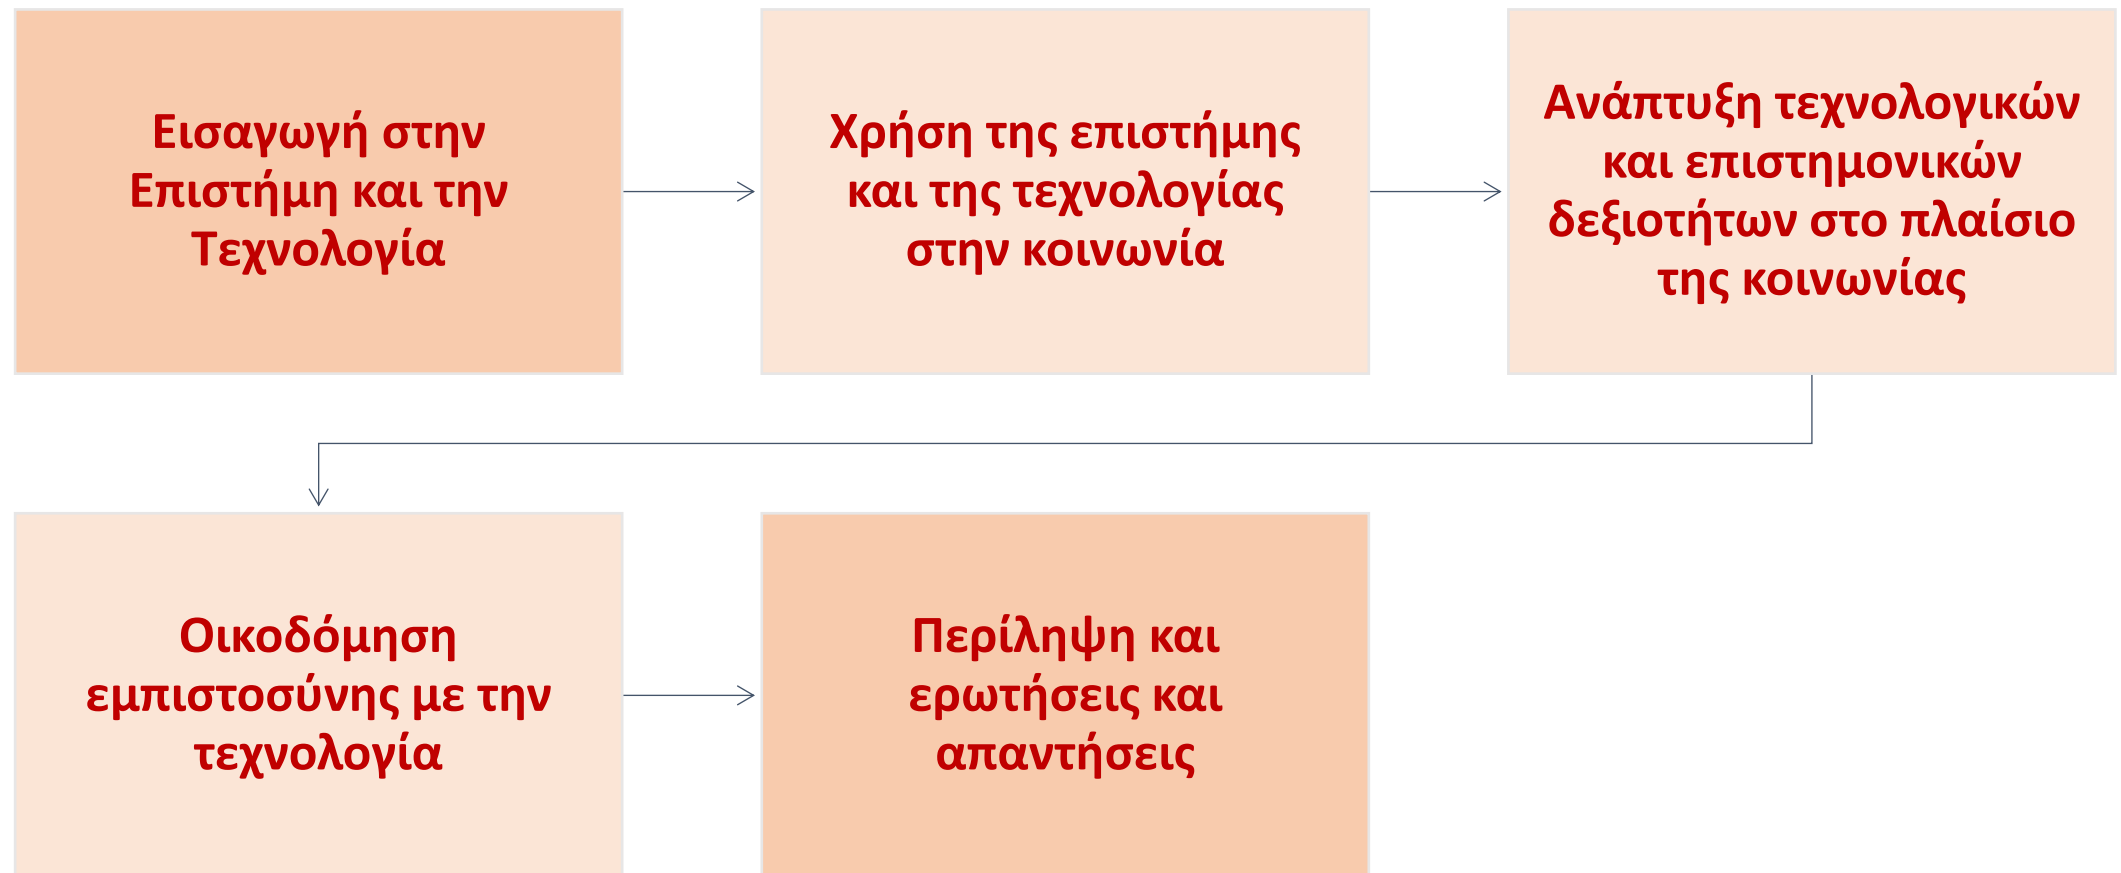 Εισαγωγή στην
Επιστήμη και την
Τεχνολογία
Χρήση της επιστήμης
και της τεχνολογίας
στην κοινωνία
Ανάπτυξη τεχνολογικών
και επιστημονικών
δεξιοτήτων στο πλαίσιο
της κοινωνίας
Οικοδόμηση
εμπιστοσύνης με την
τεχνολογία
Περίληψη και
ερωτήσεις και
απαντήσεις